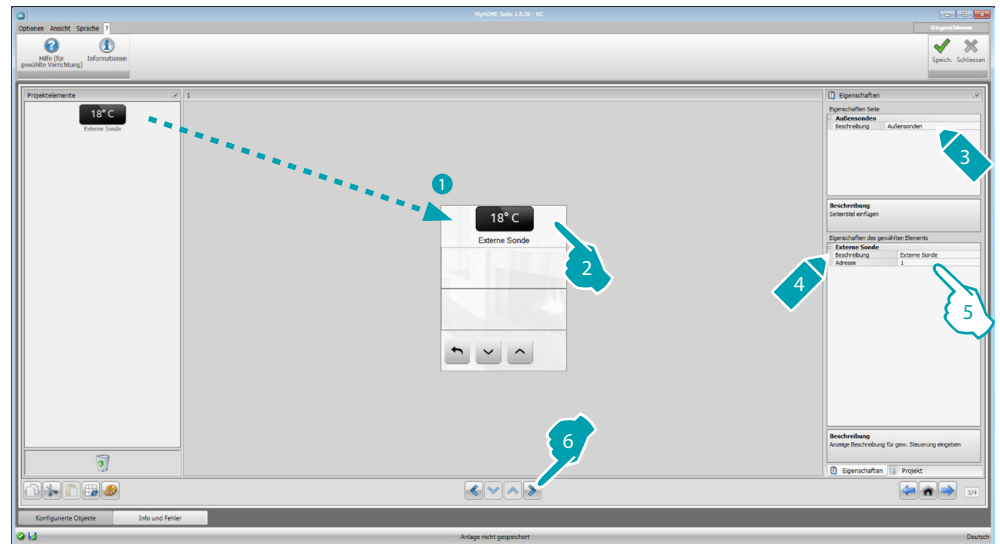 MyHOME Suite 1.0.30 - RC
Optionen Ansicht Sprache ?
Hilfe (für gewählte Vorrichtung)
Informationen
Speich. Schliessen
Projektelemente
18° C
Externe Sonde
1
1
18° C
Externe Sonde
2
Eigenschaften
Eigenschaften Seite
Außensonden
Beschreibung Außensonden
3
Beschreibung
Seitentitel einfügen
Eigenschaften des gewählten Elements
Externe Sonde
Beschreibung Externe Sonde
Adresse 1
4
5
6
Beschreibung
Anzeige Beschreibung für gew. Steuerung eingeben
Eigenschaften Projekt
3/4
Konfigurierte Objekte Info und Fehler
Anlage nicht gespeichert
Deutsch